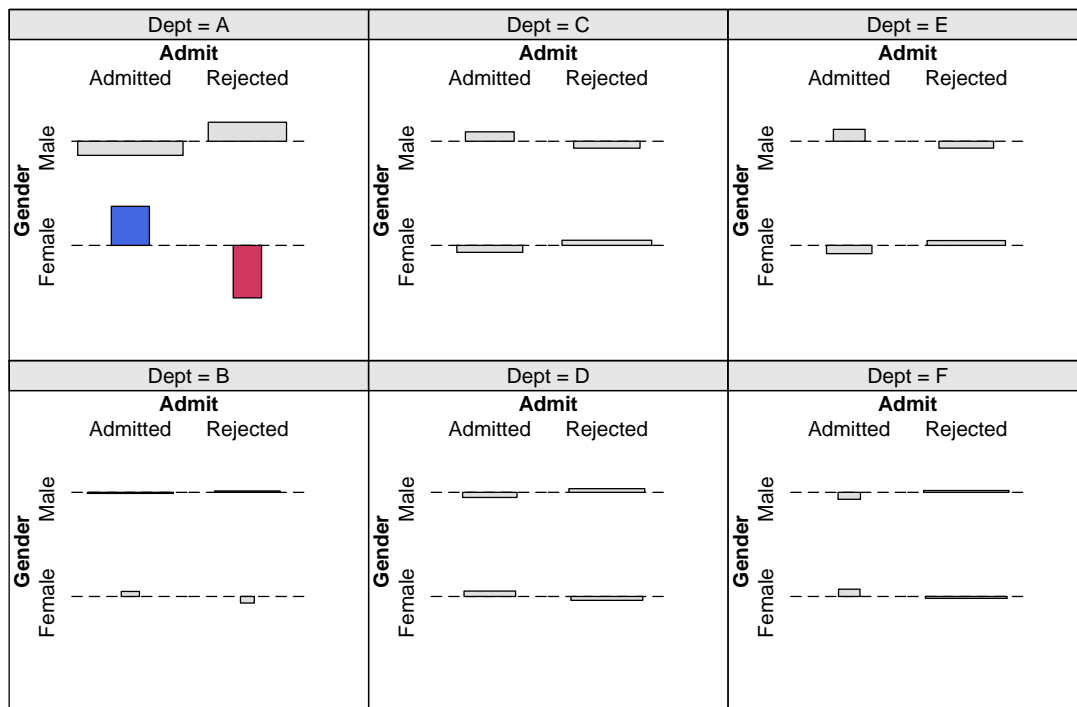 Dept = A
Admit
Admitted Rejected
Gender
Male
Female
Dept = C
Admit
Admitted Rejected
Gender
Male
Female
Dept = E
Admit
Admitted Rejected
Gender
Male
Female
Dept = B
Admit
Admitted Rejected
Gender
Male
Female
Dept = D
Admit
Admitted Rejected
Gender
Male
Female
Dept = F
Admit
Admitted Rejected
Gender
Male
Female